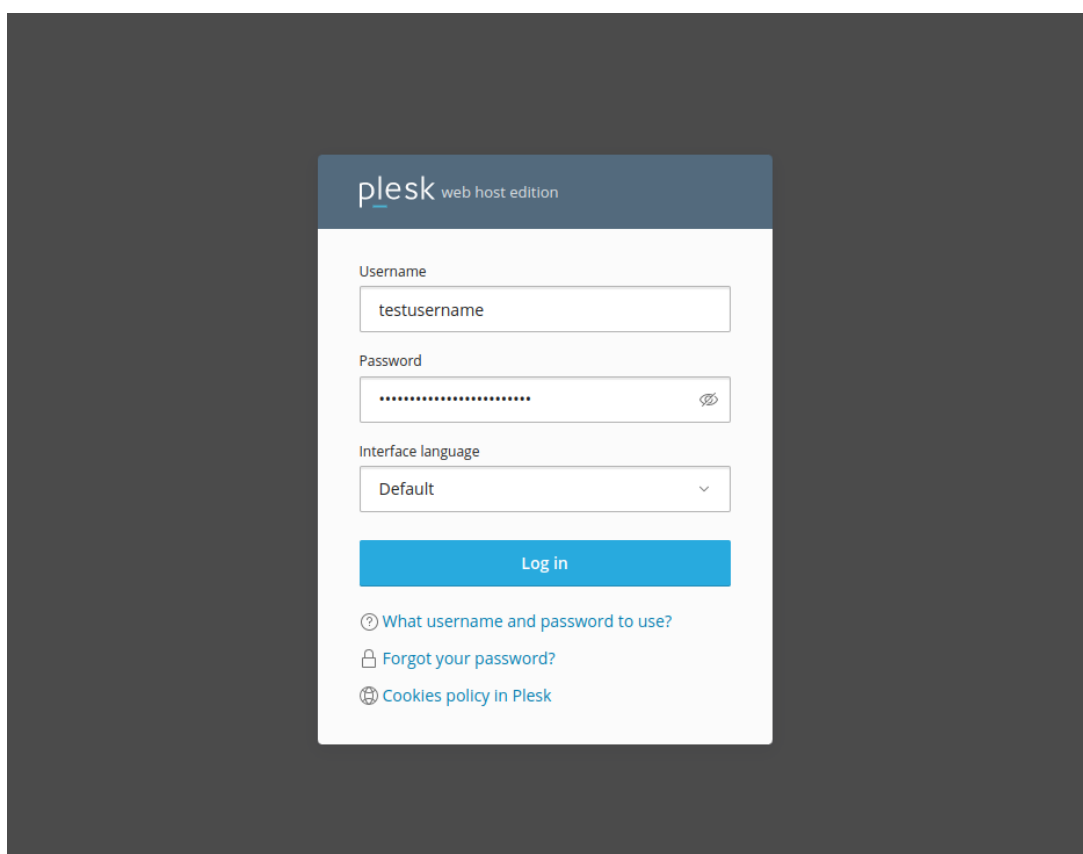 plesk web host edition
Username
testusername
Password
•••••••••••••••••••••••••
Interface language
Default
Log in
What username and password to use?
Forgot your password?
Cookies policy in Plesk